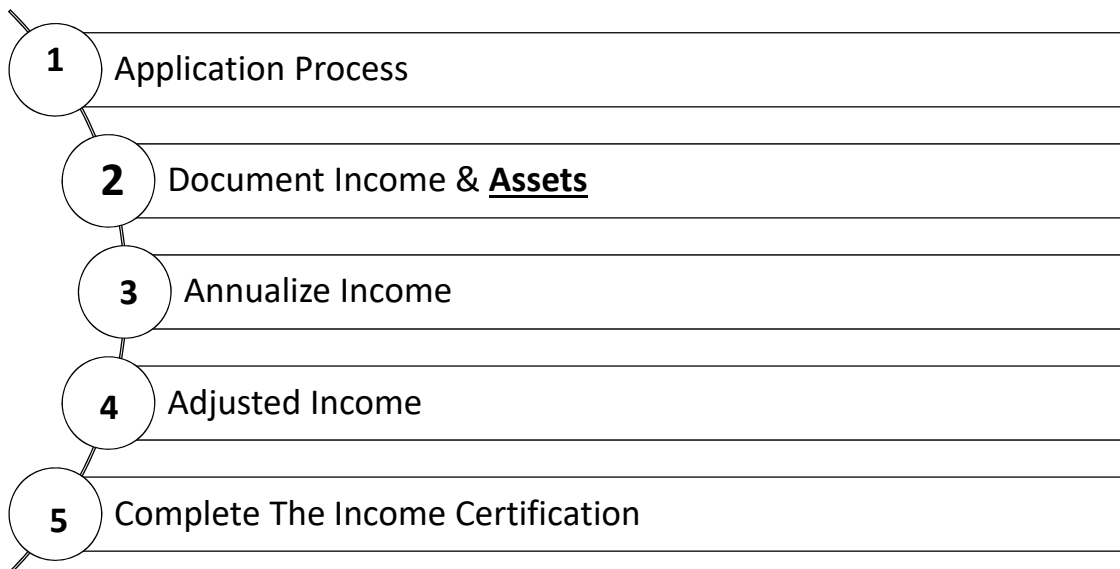 1 Application Process
2 Document Income & Assets
3 Annualize Income
4 Adjusted Income
5 Complete The Income Certification